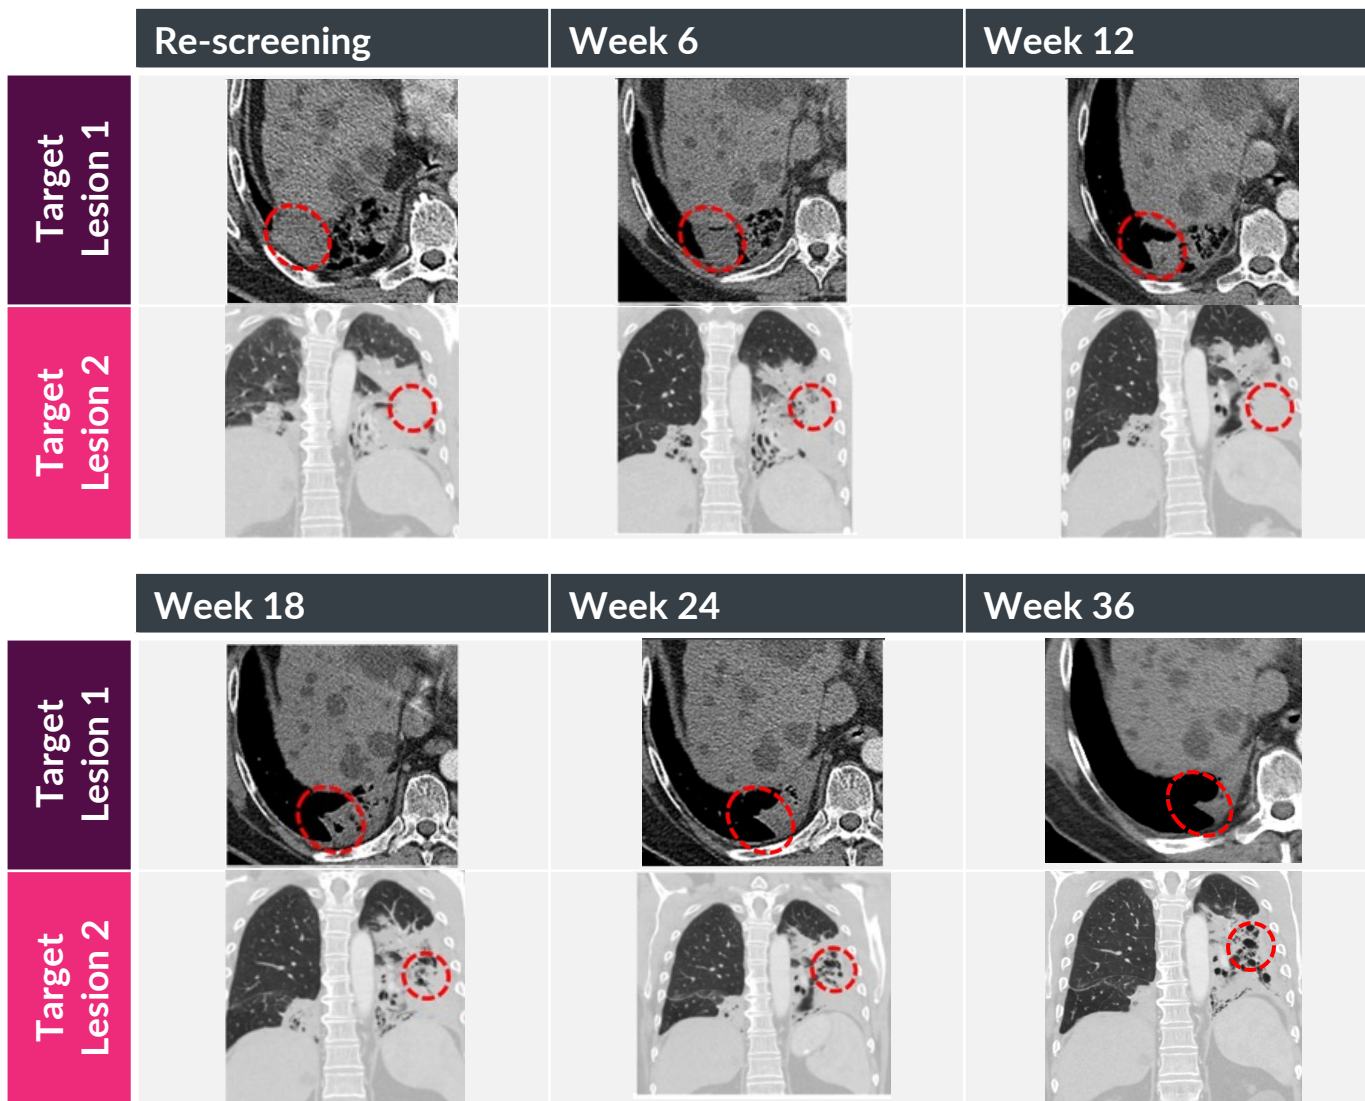 Re-screening
Week 6
Week 12
Target
Lesion 1
Target
Lesion 2
Week 18
Week 24
Week 36
Target
Lesion 1
Target
Lesion 2